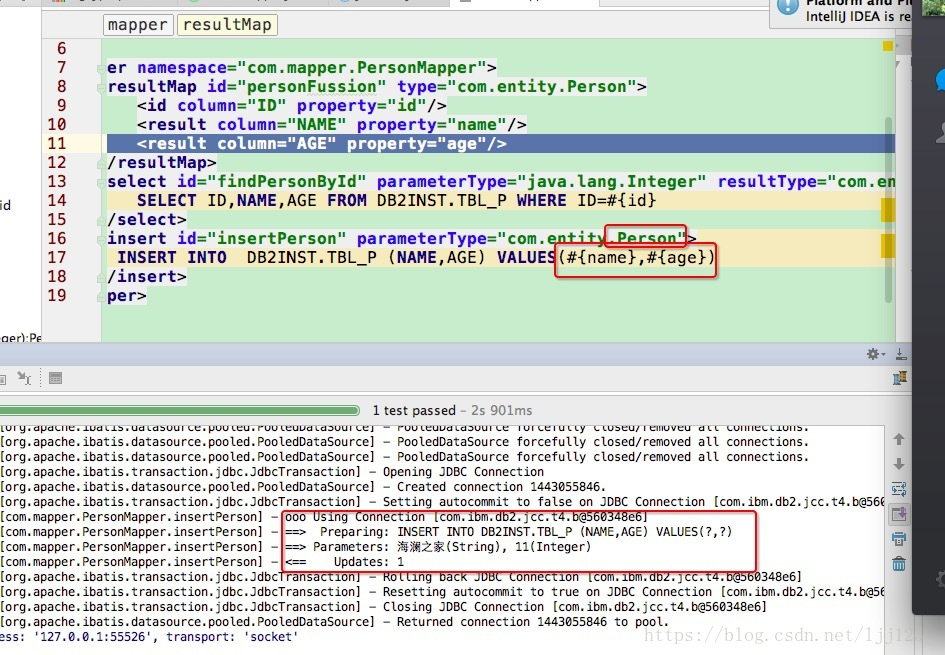 Platform and Pl
IntelliJ IDEA is re
mapper resultMap
6
7 er namespace="com.mapper.PersonMapper">
8 resultMap id="personFussion" type="com.entity.Person">
9 <id column="ID" property="id"/>
10 <result column="NAME" property="name"/>
11 <result column="AGE" property="age"/>
12 /resultMap>
13 select id="findPersonById" parameterType="java.lang.Integer" resultType="com.en
14 SELECT ID,NAME,AGE FROM DB2INST.TBL_P WHERE ID=#{id}
id
15 /select>
16 insert id="insertPerson" parameterType="com.entity.Person">
17 INSERT INTO DB2INST.TBL_P (NAME,AGE) VALUES(#{name},#{age})
18 /insert>
19 per>
ger):Pe
1 test passed – 2s 901ms
[org.apache.ibatis.datasource.pooled.PooledDataSource] – PooledDataSource forcefully closed/removed all connections.
[org.apache.ibatis.datasource.pooled.PooledDataSource] – PooledDataSource forcefully closed/removed all connections.
[org.apache.ibatis.datasource.pooled.PooledDataSource] – PooledDataSource forcefully closed/removed all connections.
[org.apache.ibatis.transaction.jdbc.JdbcTransaction] – Opening JDBC Connection
[org.apache.ibatis.datasource.pooled.PooledDataSource] – Created connection 1443055846.
[org.apache.ibatis.transaction.jdbc.JdbcTransaction] – Setting autocommit to false on JDBC Connection [com.ibm.db2.jcc.t4.b@560
[com.mapper.PersonMapper.insertPerson] – ooo Using Connection [com.ibm.db2.jcc.t4.b@560348e6]
[com.mapper.PersonMapper.insertPerson] – ==> Preparing: INSERT INTO DB2INST.TBL_P (NAME,AGE) VALUES(?,?)
[com.mapper.PersonMapper.insertPerson] – ==> Parameters: 海澜之家(String), 11(Integer)
[com.mapper.PersonMapper.insertPerson] – <== Updates: 1
[org.apache.ibatis.transaction.jdbc.JdbcTransaction] – Rolling back JDBC Connection [com.ibm.db2.jcc.t4.b@560348e6]
[org.apache.ibatis.transaction.jdbc.JdbcTransaction] – Resetting autocommit to true on JDBC Connection [com.ibm.db2.jcc.t4.b@56
[org.apache.ibatis.transaction.jdbc.JdbcTransaction] – Closing JDBC Connection [com.ibm.db2.jcc.t4.b@560348e6]
[org.apache.ibatis.datasource.pooled.PooledDataSource] – Returned connection 1443055846 to pool.
ess: '127.0.0.1:55526', transport: 'socket'
https://blog.csdn.net/ljj12